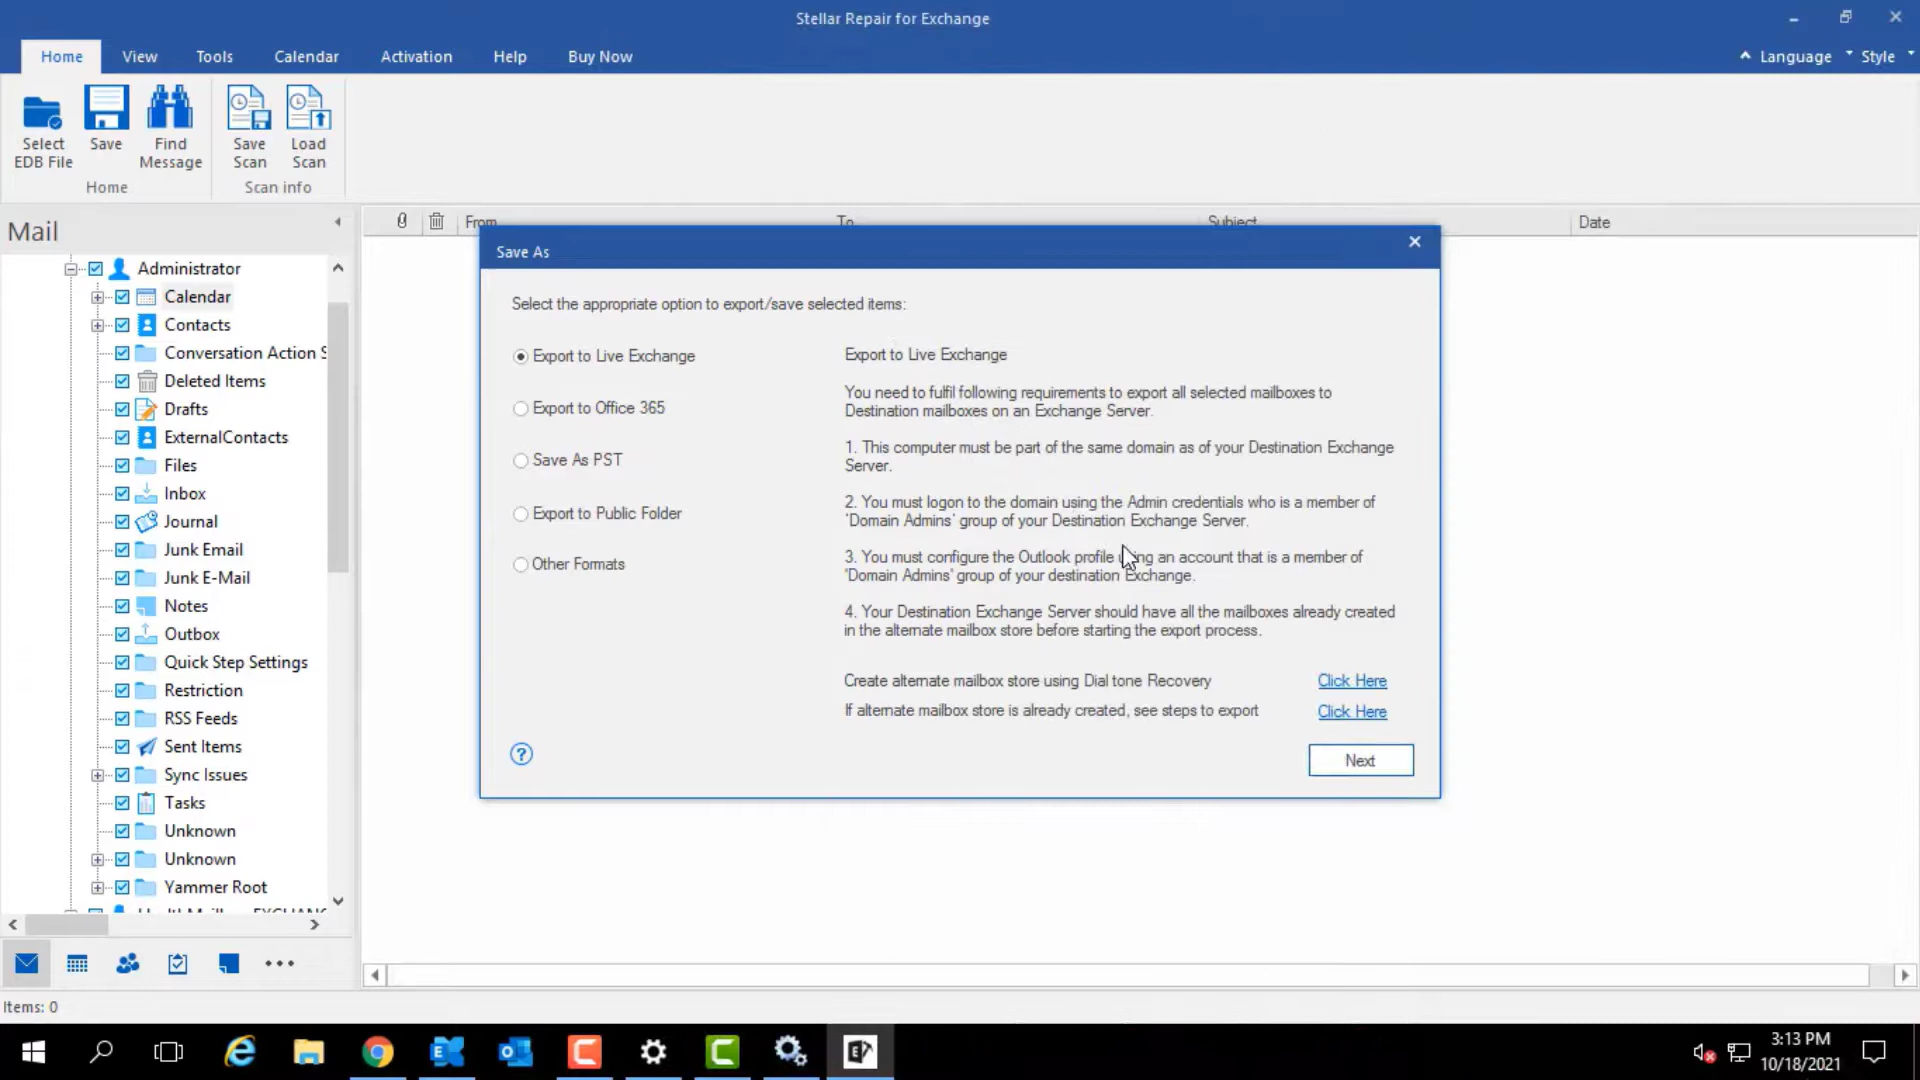 Stellar Repair for Exchange
Home View Tools Calendar Activation Help Buy Now
Language Style
Select EDB File
Save
Find Message
Home
Save Scan
Load Scan
Scan info
Mail
From To Subject Date
Administrator
Calendar
Contacts
Conversation Action S
Deleted Items
Drafts
ExternalContacts
Files
Inbox
Journal
Junk Email
Junk E-Mail
Notes
Outbox
Quick Step Settings
Restriction
RSS Feeds
Sent Items
Sync Issues
Tasks
Unknown
Unknown
Yammer Root
Save As
Select the appropriate option to export/save selected items:
Export to Live Exchange
Export to Office 365
Save As PST
Export to Public Folder
Other Formats
Export to Live Exchange
You need to fulfil following requirements to export all selected mailboxes to
Destination mailboxes on an Exchange Server.
1. This computer must be part of the same domain as of your Destination Exchange
Server.
2. You must logon to the domain using the Admin credentials who is a member of
'Domain Admins' group of your Destination Exchange Server.
3. You must configure the Outlook profile using an account that is a member of
'Domain Admins' group of your destination Exchange.
4. Your Destination Exchange Server should have all the mailboxes already created
in the alternate mailbox store before starting the export process.
Create alternate mailbox store using Dial tone Recovery Click Here
If alternate mailbox store is already created, see steps to export Click Here
Next
Items: 0
3:13 PM
10/18/2021